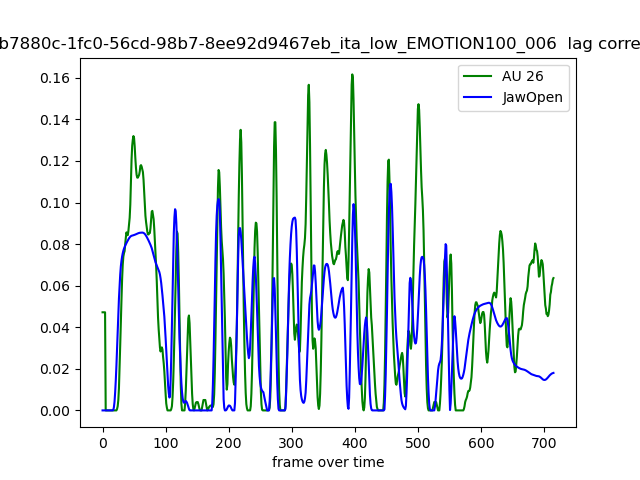 b7880c-1fc0-56cd-98b7-8ee92d9467eb_ita_low_EMOTION100_006 lag corre
AU 26
JawOpen
0.16
0.14
0.12
0.10
0.08
0.06
0.04
0.02
0.00
0 100 200 300 400 500 600 700
frame over time